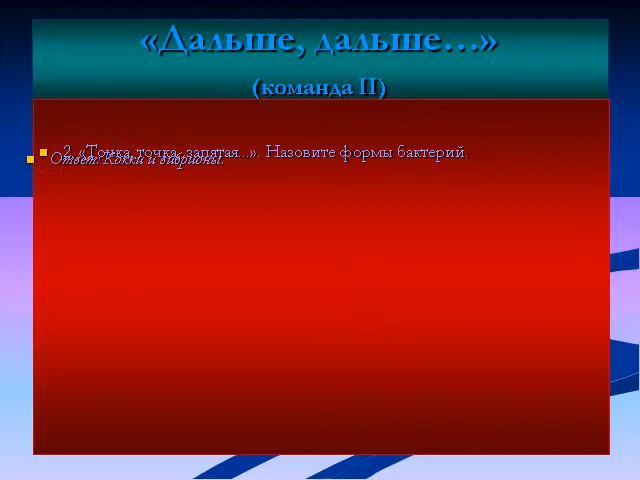 «Дальше, дальше…»
(команда II)
2. «Точка, точка, запятая...». Назовите формы бактерий.
Ответ: Кокки и вибрионы.